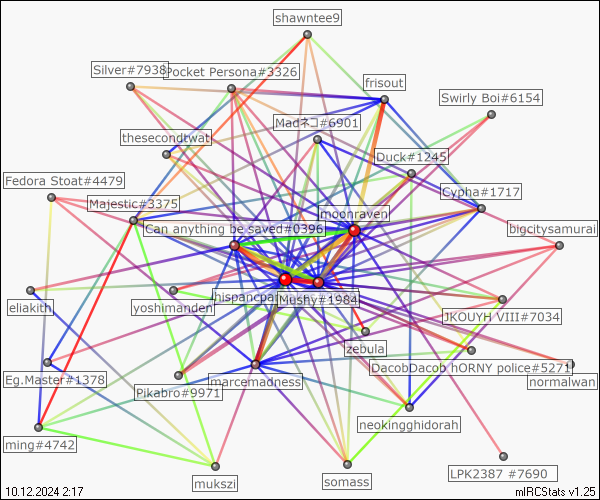 shawntee9
Silver#7938
Pocket Persona#3326
frisout
Swirly Boi#6154
Madネコ#6901
thesecondtwat
Duck#1245
Fedora Stoat#4479
Cypha#1717
Majestic#3375
moonraven
Can anything be saved#0396
bigcitysamurai
eliakith
yoshimanden
hispancpa
Mushy#1984
JKOUYH VIII#7034
zebula
DacobDacob hORNY police#5271
Eg.Master#1378
Pikabro#9971
marcemadness
normalwan
neokingghidorah
ming#4742
mukszi
somass
LPK2387 #7690
10.12.2024 2:17
mIRCStats v1.25